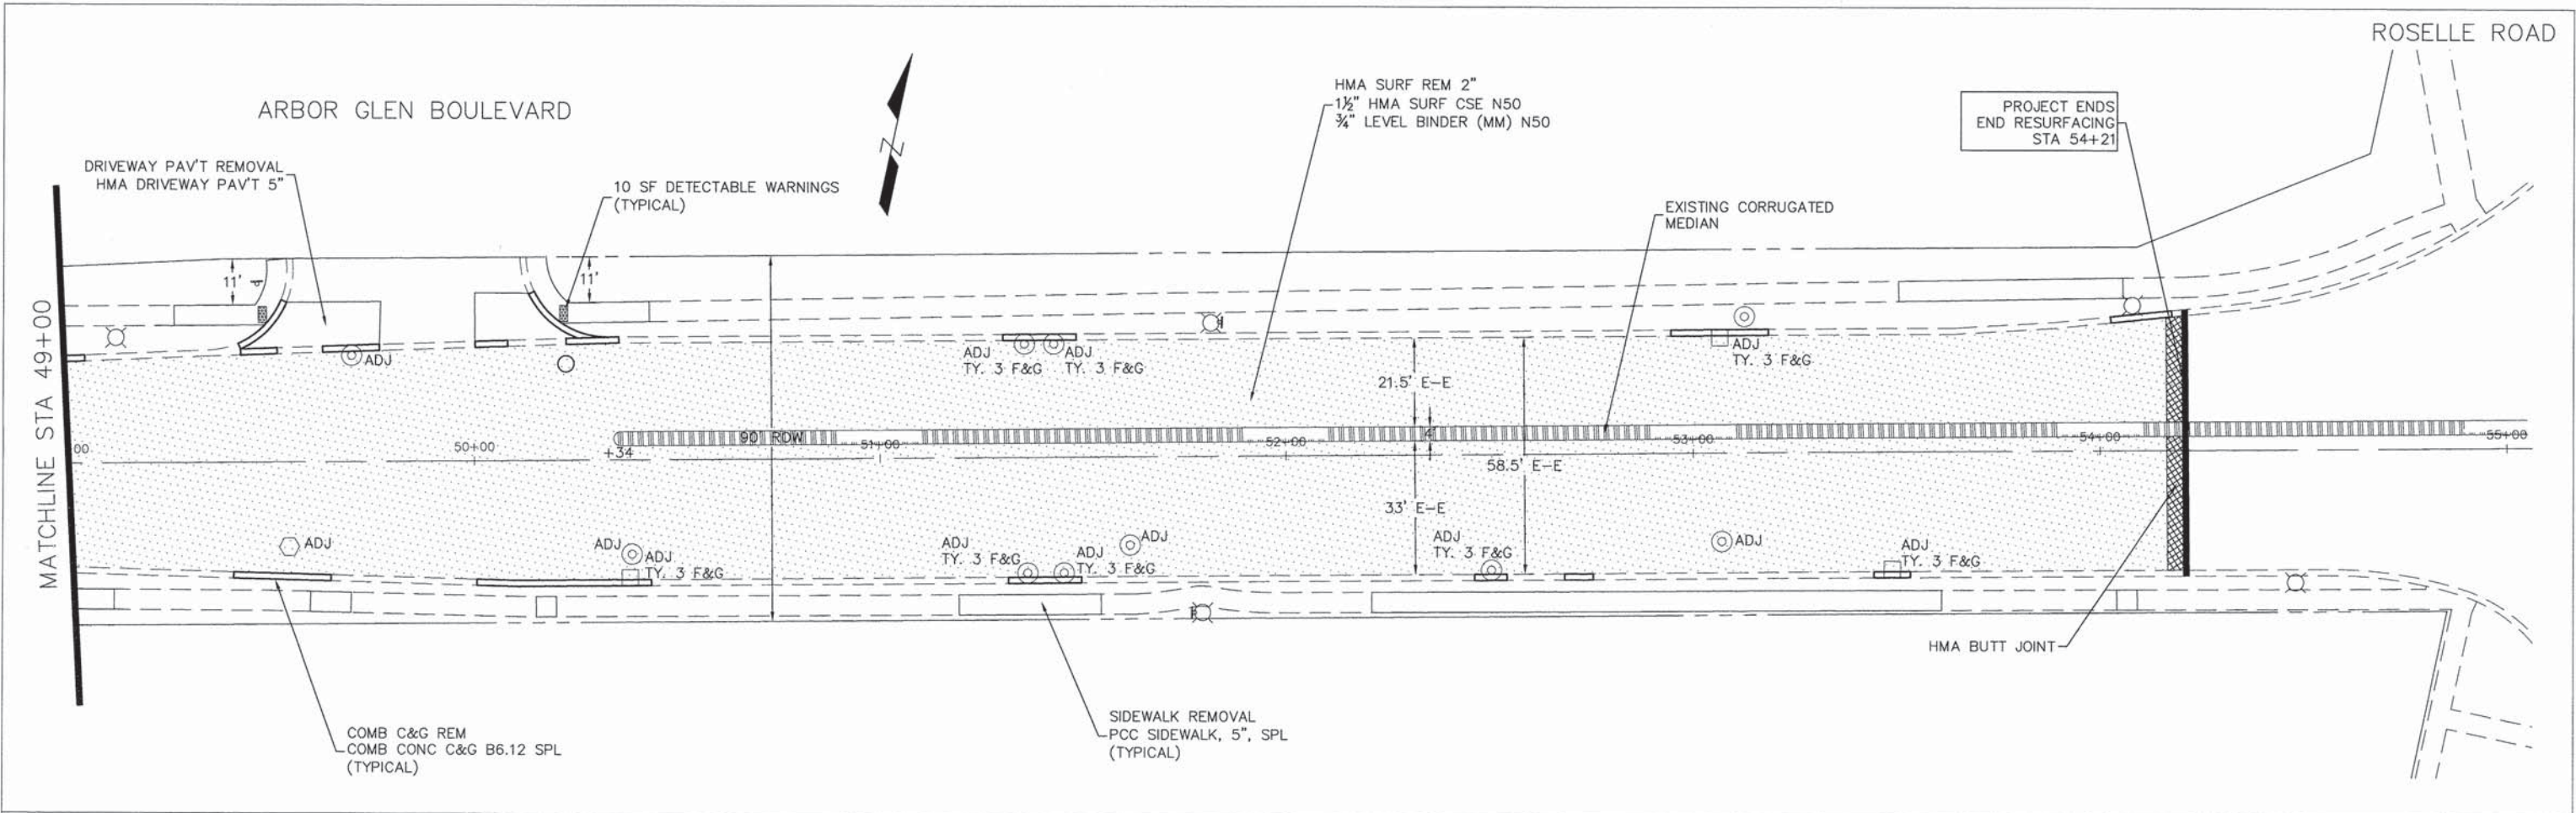 ROSELLE ROAD
ARBOR GLEN BOULEVARD
HMA SURF REM 2"
1½" HMA SURF CSE N50
¾" LEVEL BINDER (MM) N50
PROJECT ENDS
END RESURFACING
STA 54+21
DRIVEWAY PAV'T REMOVAL
HMA DRIVEWAY PAV'T 5"
10 SF DETECTABLE WARNINGS
(TYPICAL)
Z
EXISTING CORRUGATED
MEDIAN
MATCHLINE STA 49+00
11'
11'
ADJ
ADJ
TY. 3 F&G
ADJ
TY. 3 F&G
ADJ
TY. 3 F&G
21.5' E-E
00
50+00
+34
90' ROW
51+00
52+00
4'
53+00
54+00
55+00
58.5' E-E
33' E-E
ADJ
ADJ
ADJ
TY. 3 F&G
ADJ
TY. 3 F&G
ADJ
TY. 3 F&G
ADJ
ADJ
TY. 3 F&G
ADJ
ADJ
TY. 3 F&G
HMA BUTT JOINT
COMB C&G REM
COMB CONC C&G B6.12 SPL
(TYPICAL)
SIDEWALK REMOVAL
PCC SIDEWALK, 5", SPL
(TYPICAL)